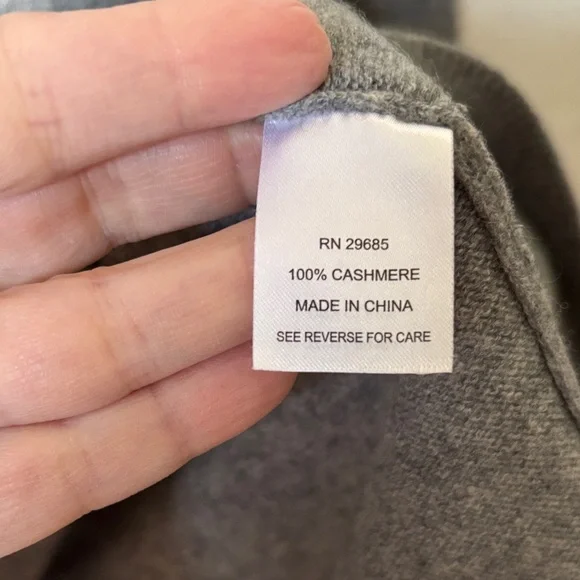 RN 29685
100% CASHMERE
MADE IN CHINA
SEE REVERSE FOR CARE